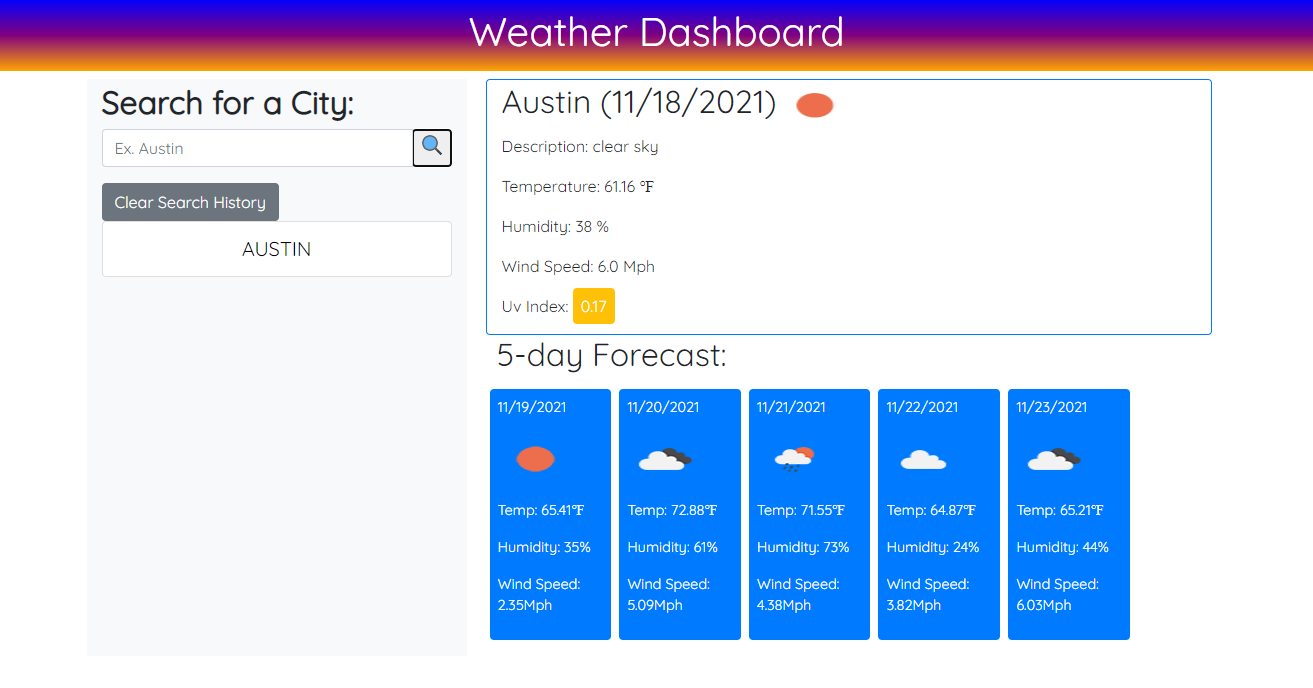 Weather Dashboard
Search for a City:
Ex. Austin
Clear Search History
AUSTIN
Austin (11/18/2021)
Description: clear sky
Temperature: 61.16 °F
Humidity: 38 %
Wind Speed: 6.0 Mph
Uv Index: 0.17
5-day Forecast:
11/19/2021
Temp: 65.41°F
Humidity: 35%
Wind Speed:
2.35Mph
11/20/2021
Temp: 72.88°F
Humidity: 61%
Wind Speed:
5.09Mph
11/21/2021
Temp: 71.55°F
Humidity: 73%
Wind Speed:
4.38Mph
11/22/2021
Temp: 64.87°F
Humidity: 24%
Wind Speed:
3.82Mph
11/23/2021
Temp: 65.21°F
Humidity: 44%
Wind Speed:
6.03Mph